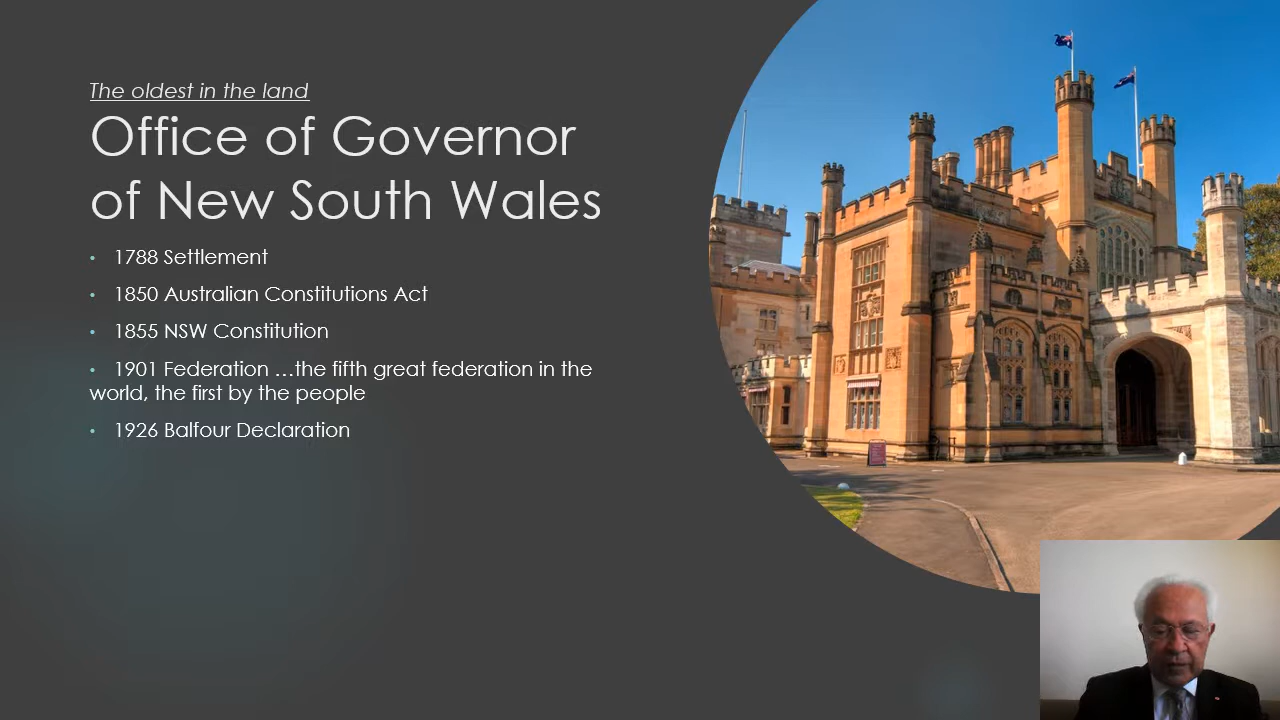 The oldest in the land
Office of Governor
of New South Wales
• 1788 Settlement
• 1850 Australian Constitutions Act
• 1855 NSW Constitution
• 1901 Federation …the fifth great federation in the
world, the first by the people
• 1926 Balfour Declaration